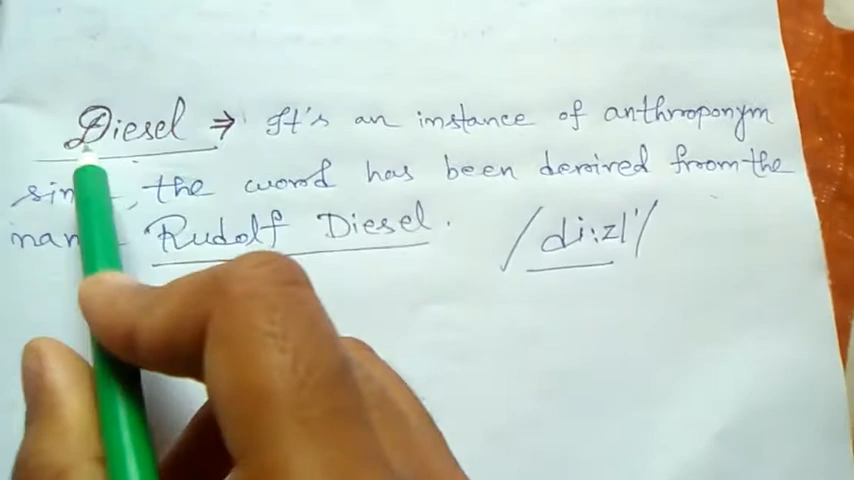 Diesel ⇒ It's an instance of anthroponym
the word has been derived from the
Rudolf Diesel. /di:zl/